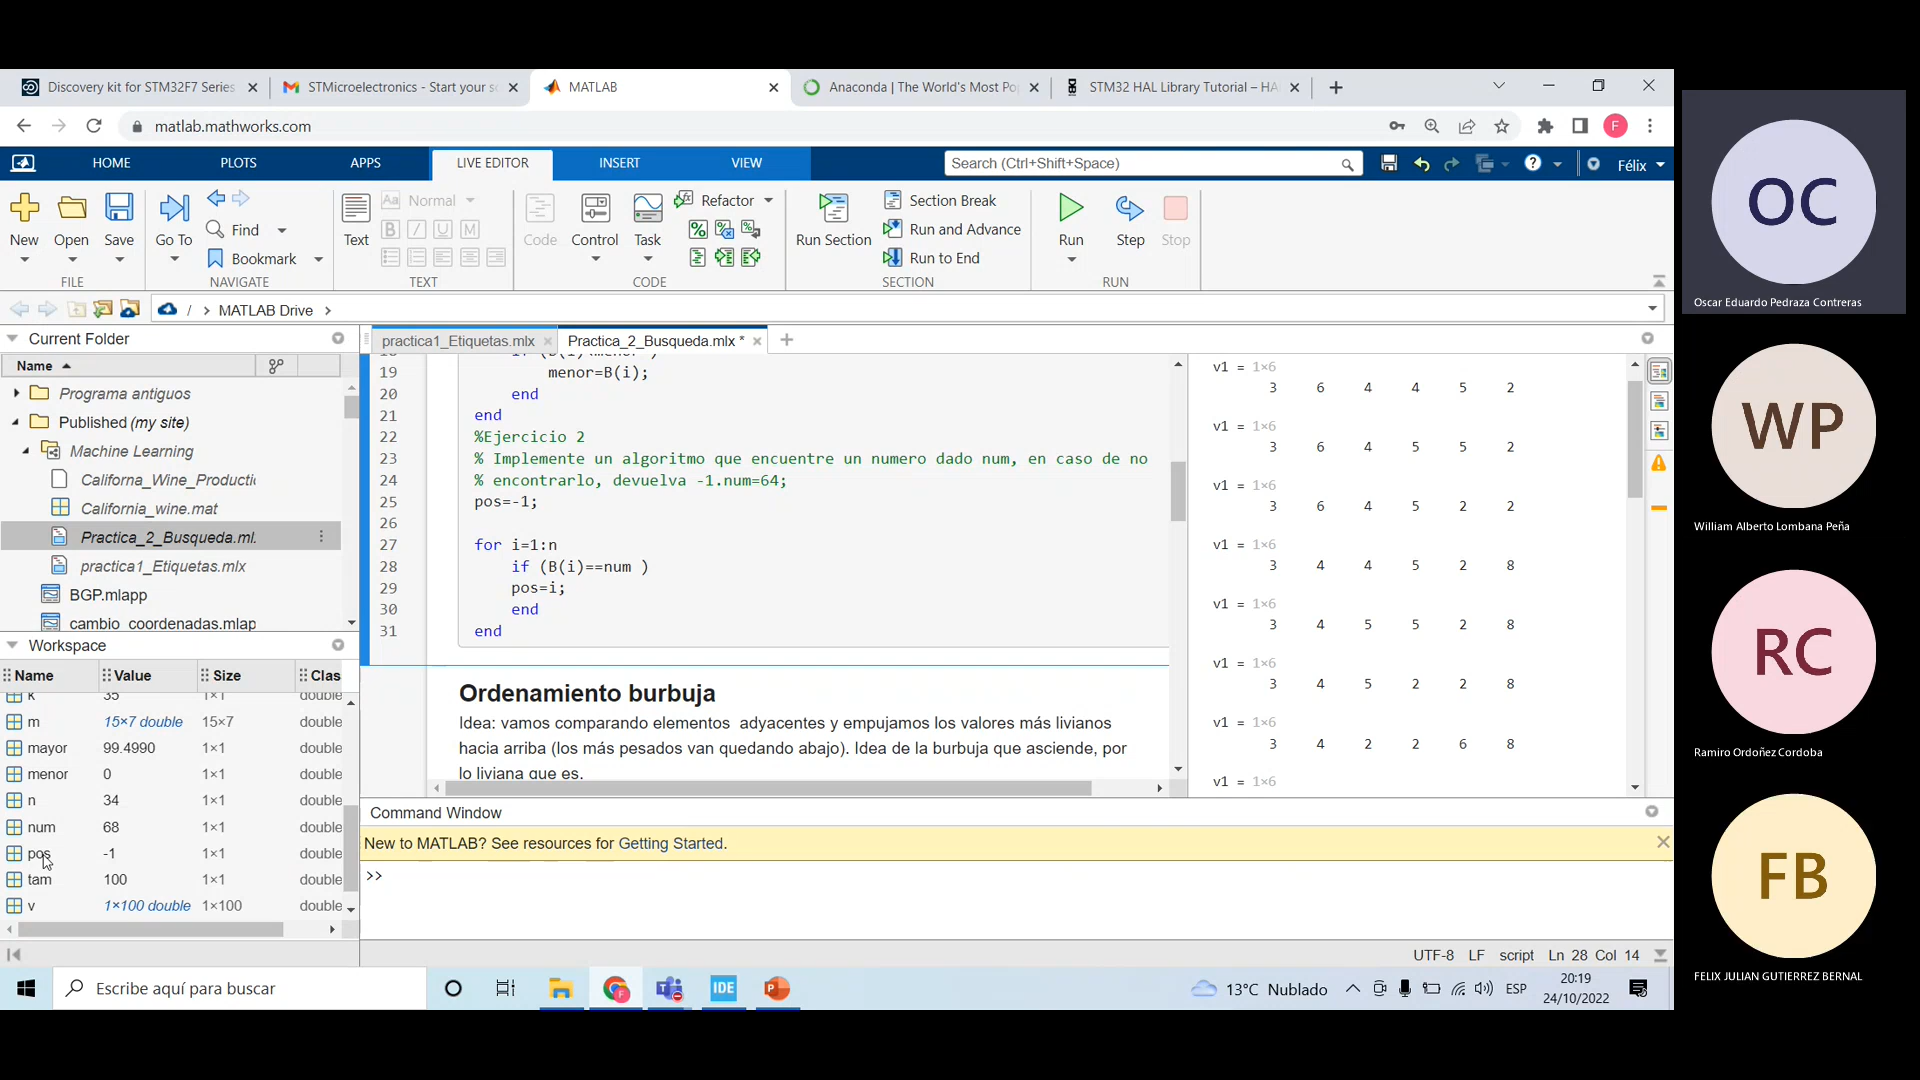 Discovery kit for STM32F7 Series
STMicroelectronics - Start your s
MATLAB
Anaconda | The World's Most Po
STM32 HAL Library Tutorial – HA
matlab.mathworks.com
F
HOME
PLOTS
APPS
LIVE EDITOR
INSERT
VIEW
Search (Ctrl+Shift+Space)
Félix
New
Open
Save
Go To
Find
Bookmark
Text
Normal
Code
Control
Task
Refactor
Run Section
Section Break
Run and Advance
Run to End
Run
Step
Stop
FILE
NAVIGATE
TEXT
CODE
SECTION
RUN
/ > MATLAB Drive >
Current Folder
Name
Programa antiguos
Published (my site)
Machine Learning
Californa_Wine_Producti
California_wine.mat
Practica_2_Busqueda.ml.
practica1_Etiquetas.mlx
BGP.mlapp
cambio_coordenadas.mlap
Workspace
Name Value Size Clas
k 35 1×1 double
m 15×7 double 15×7 double
mayor 99.4990 1×1 double
menor 0 1×1 double
n 34 1×1 double
num 68 1×1 double
pos -1 1×1 double
tam 100 1×1 double
v 1×100 double 1×100 double
practica1_Etiquetas.mlx
Practica_2_Busqueda.mlx *
18 if (B(i)<menor )
19 menor=B(i);
20 end
21 end
22 %Ejercicio 2
23 % Implemente un algoritmo que encuentre un numero dado num, en caso de no
24 % encontrarlo, devuelva -1.num=64;
25 pos=-1;
26
27 for i=1:n
28 if (B(i)==num )
29 pos=i;
30 end
31 end
Ordenamiento burbuja
Idea: vamos comparando elementos adyacentes y empujamos los valores más livianos
hacia arriba (los más pesados van quedando abajo). Idea de la burbuja que asciende, por
lo liviana que es.
v1 = 1×6
3 6 4 4 5 2
v1 = 1×6
3 6 4 5 5 2
v1 = 1×6
3 6 4 5 2 2
v1 = 1×6
3 4 4 5 2 8
v1 = 1×6
3 4 5 5 2 8
v1 = 1×6
3 4 5 2 2 8
v1 = 1×6
3 4 2 2 6 8
v1 = 1×6
Command Window
New to MATLAB? See resources for Getting Started.
>>
UTF-8 LF script Ln 28 Col 14
Escribe aquí para buscar
IDE
13°C Nublado
ESP
20:19
24/10/2022
OC
Oscar Eduardo Pedraza Contreras
WP
William Alberto Lombana Peña
RC
Ramiro Ordoñez Cordoba
FB
FELIX JULIAN GUTIERREZ BERNAL